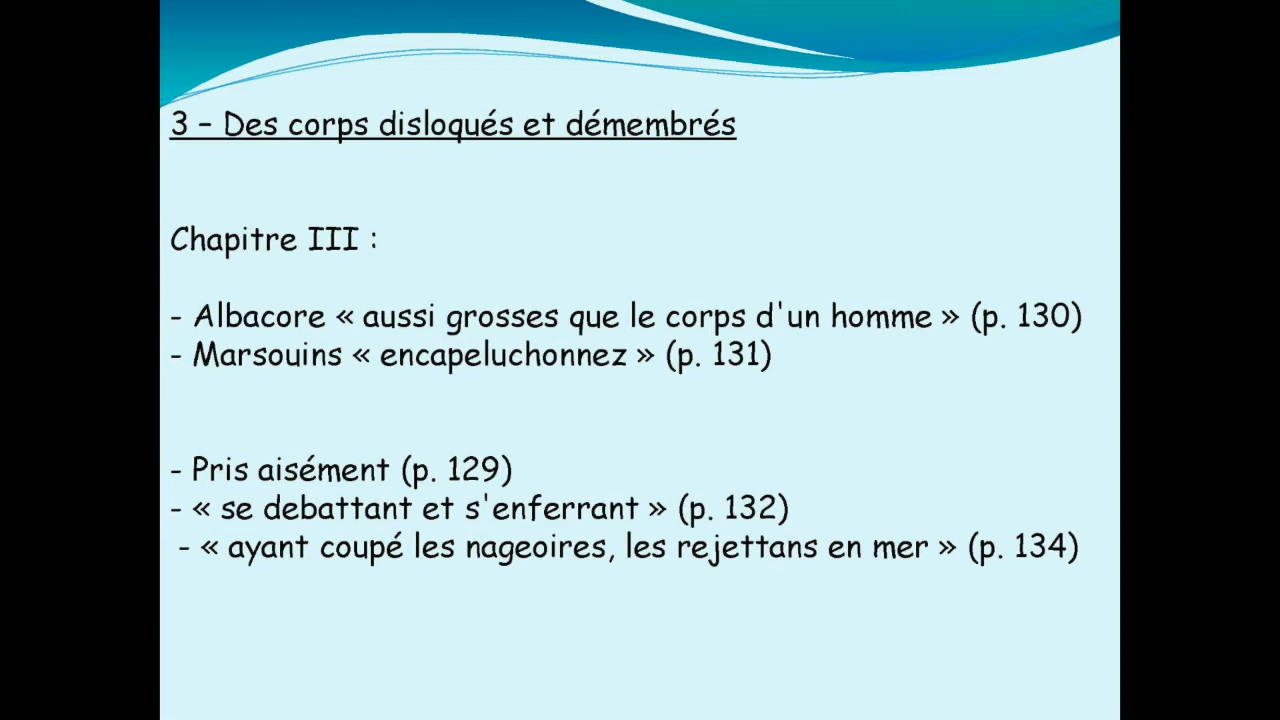 3 – Des corps disloqués et démembrés
Chapitre III :
- Albacore « aussi grosses que le corps d'un homme » (p. 130)
- Marsouins « encapeluchonnez » (p. 131)
- Pris aisément (p. 129)
- « se debattant et s'enferrant » (p. 132)
- « ayant coupé les nageoires, les rejettans en mer » (p. 134)